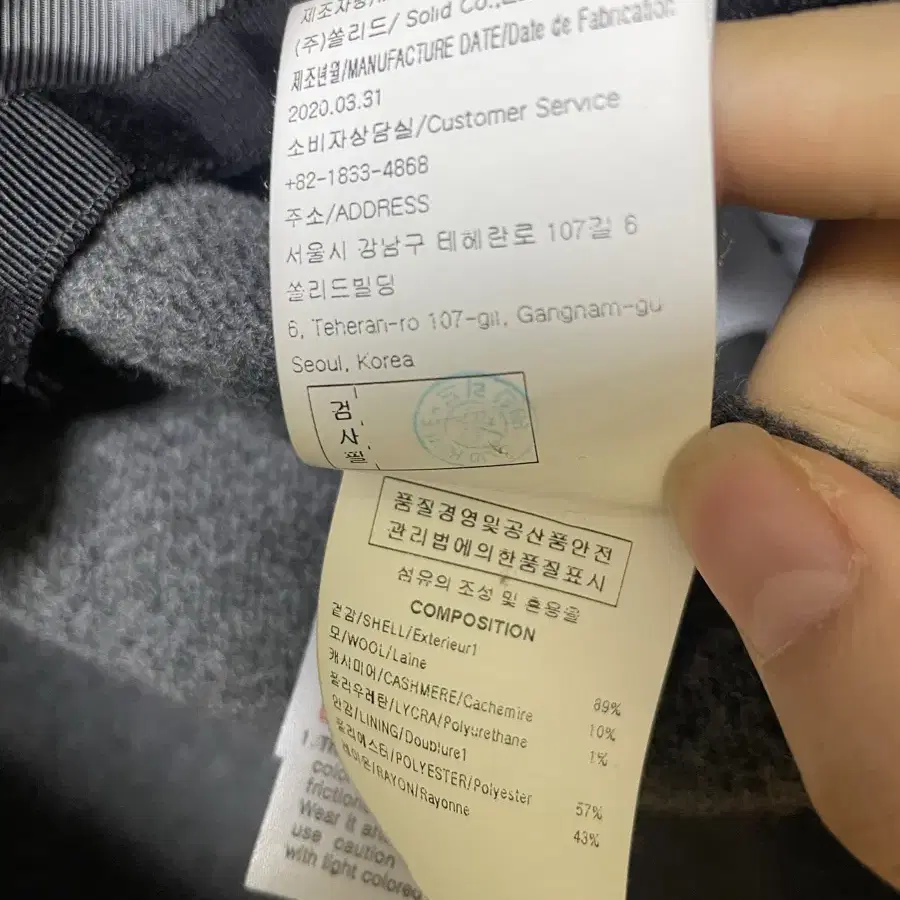 제조자명/
(주)쏠리드/ Solid Co.,
제조년월/MANUFACTURE DATE/Date de Fabrication
2020.03.31
소비자상담실/Customer Service
+82-1833-4868
주소/ADDRESS
서울시 강남구 테헤란로 107길 6
쏠리드빌딩
6, Teheran-ro 107-gil, Gangnam-gu
Seoul, Korea
검사필
품질경영및공산품안전
관리법에의한품질표시
섬유의 조성 및 혼용율
COMPOSITION
겉감/SHELL/Exterieur1
모/WOOL/Laine 89%
캐시미어/CASHMERE/Cachemire 10%
폴리우레탄/LYCRA/Polyurethane 1%
안감/LINING/Doublure1
폴리에스터/POLYESTER/Polyester 57%
레이온/RAYON/Rayonne 43%
friction
Wear it
use caution
with light colored